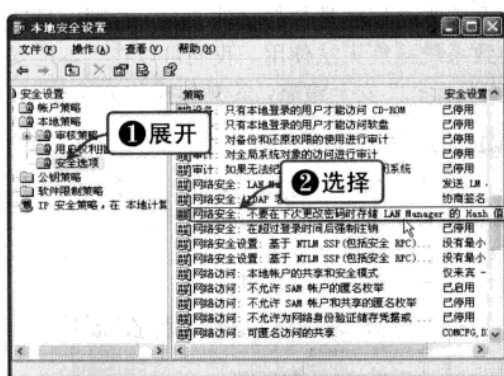 本地安全设置
文件(F) 操作(A) 查看(V) 帮助(H)
安全设置
帐户策略
本地策略
审核策略
用户权利指
安全选项
公钥策略
软件限制策略
IP 安全策略，在 本地计算
❶展开
❷选择
策略 安全设置
设备: 只有本地登录的用户才能访问 CD-ROM 已停用
只有本地登录的用户才能访问软盘 已停用
对备份和还原权限的使用进行审计 已停用
审计: 对全局系统对象的访问进行审计 已停用
审计: 如果无法纪 系统 已停用
网络安全: LAN M 发送 LM
网络安全: LDAP 协商签名
网络安全: 不要在下次更改密码时存储 LAN Manager 的 Hash 值
网络安全: 在超过登录时间后强制注销 已停用
网络安全设置: 基于 NTLM SSP(包括安全 RPC)... 没有最小
网络安全设置: 基于 NTLM SSP(包括安全 RPC)... 没有最小
网络访问: 本地帐户的共享和安全模式 仅来宾 -
网络访问: 不允许 SAM 帐户的匿名枚举 已启用
网络访问: 不允许 SAM 帐户和共享的匿名枚举 已停用
网络访问: 不允许为网络身份验证储存凭据或 ... 已停用
网络访问: 可匿名访问的共享 COMCFG,D